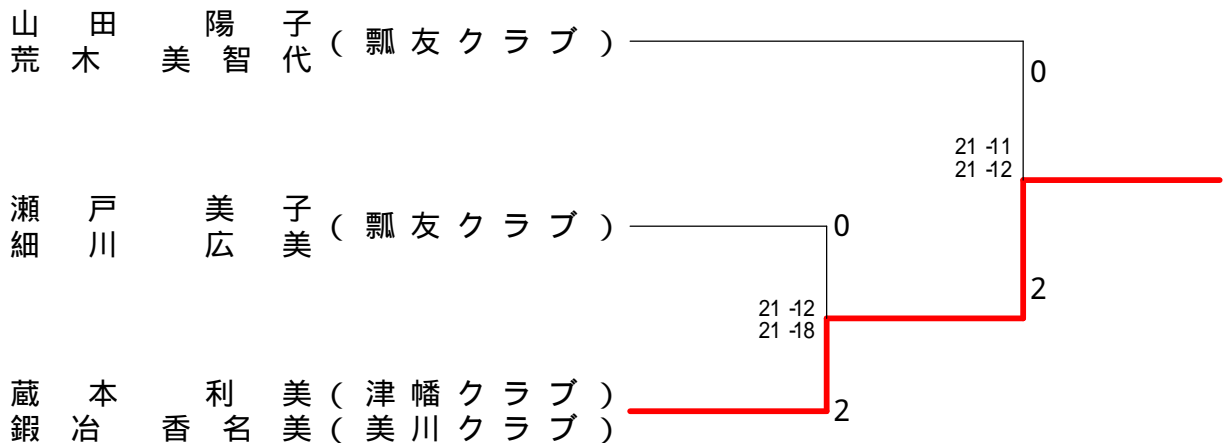 山田 陽子
荒木 美智代 (瓢友クラブ)
0
21-11
21-12
瀬戸 美子
細川 広美 (瓢友クラブ)
0
2
21-12
21-18
蔵本 利美 (津幡クラブ)
鍜冶 香名美 (美川クラブ)
2